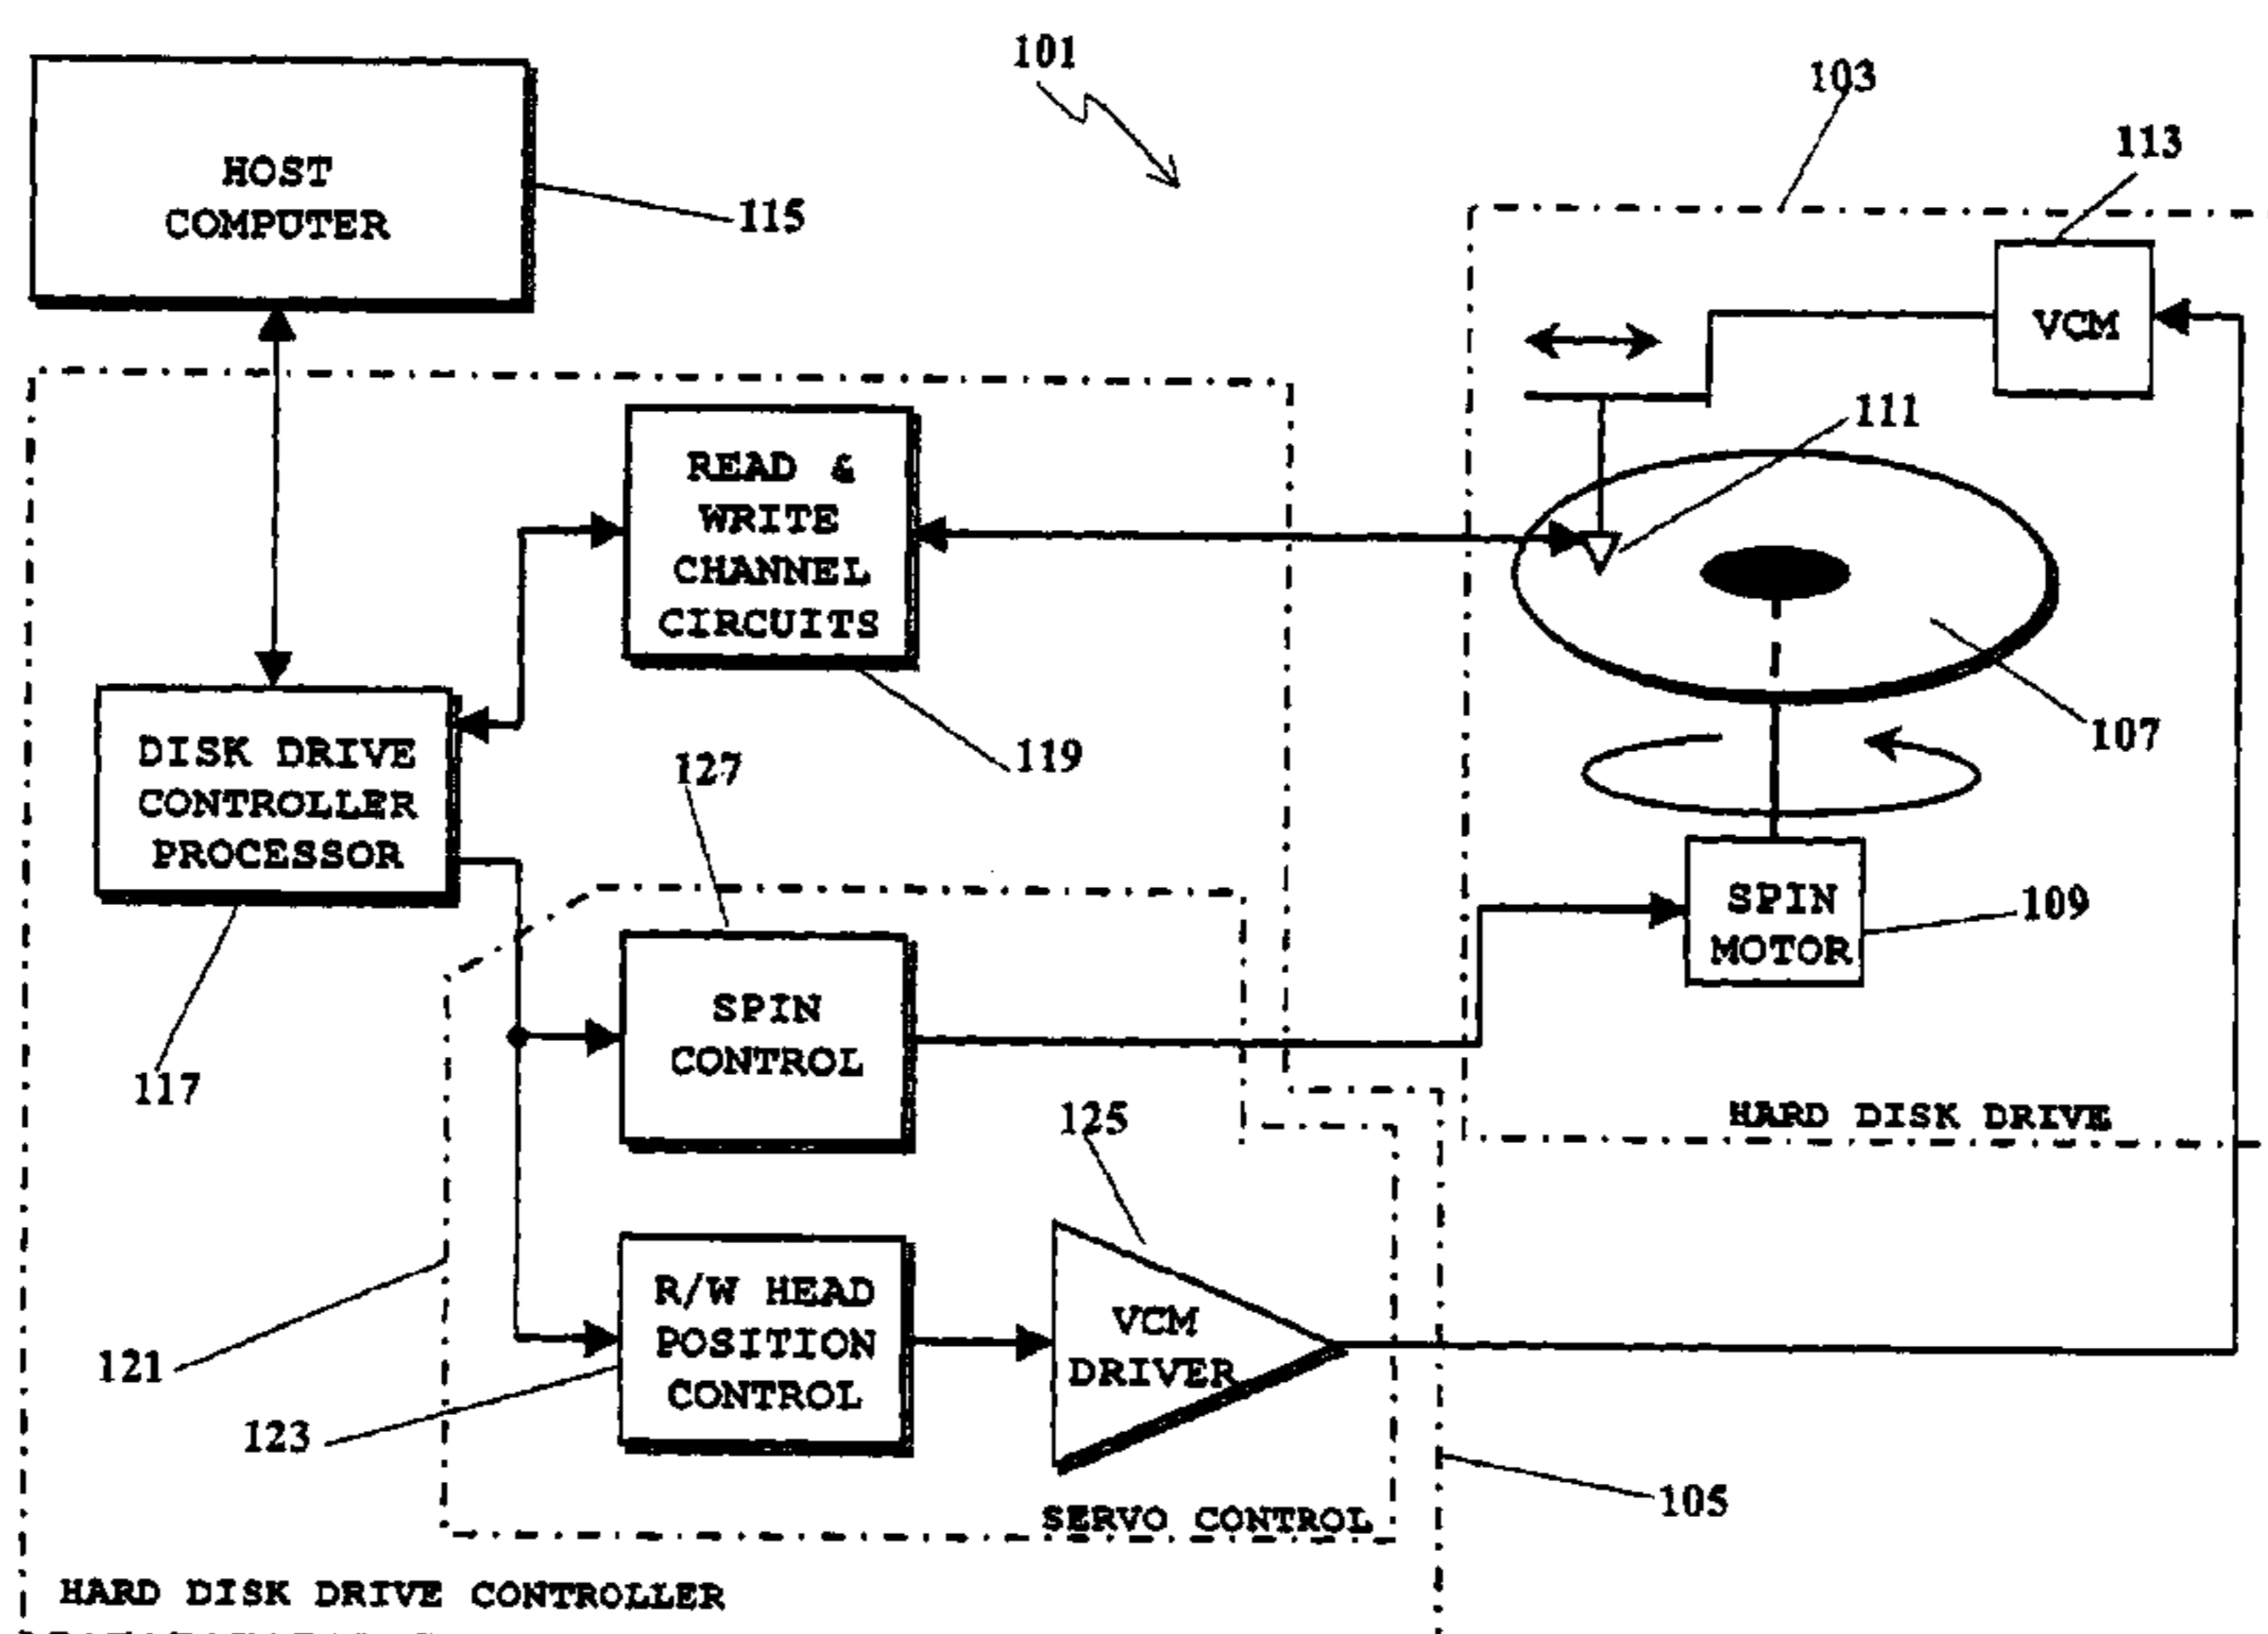 101
103
113
HOST
COMPUTER
115
VCM
111
READ &
WRITE
CHANNEL
CIRCUITS
107
DISK DRIVE
CONTROLLER
PROCESSOR
127
119
SPIN
MOTOR
109
SPIN
CONTROL
117
125
HARD DISK DRIVE
R/W HEAD
POSITION
CONTROL
VCM
DRIVER
121
123
105
SERVO CONTROL
HARD DISK DRIVE CONTROLLER